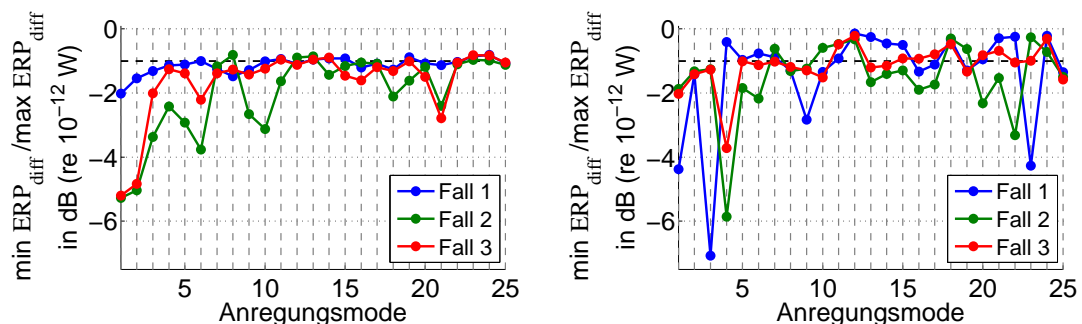 min ERP_diff /max ERP_diff
in dB (re 10^−12 W)
0
−2
−4
−6
5
10
15
20
25
Anregungsmode
Fall 1
Fall 2
Fall 3
min ERP_diff /max ERP_diff
in dB (re 10^−12 W)
0
−2
−4
−6
5
10
15
20
25
Anregungsmode
Fall 1
Fall 2
Fall 3